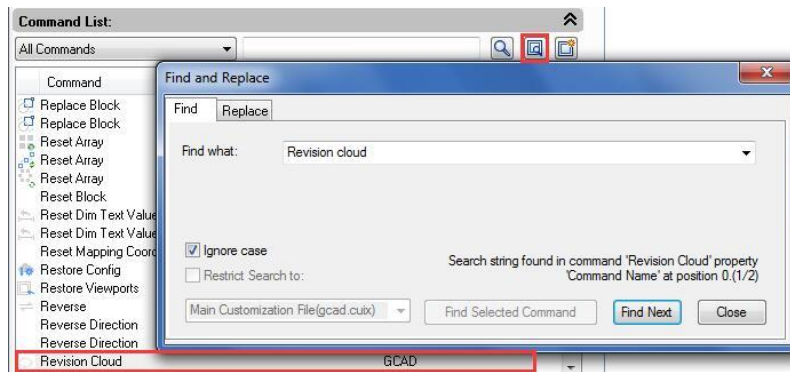 Command List:
All Commands
Command
Replace Block
Replace Block
Reset Array
Reset Array
Reset Array
Reset Block
Reset Dim Text Value
Reset Dim Text Value
Reset Mapping Coord
Restore Config
Restore Viewports
Reverse
Reverse Direction
Reverse Direction
Revision Cloud GCAD
Find and Replace
Find Replace
Find what: Revision cloud
Ignore case
Restrict Search to:
Search string found in command 'Revision Cloud' property
'Command Name' at position 0.(1/2)
Main Customization File(gcad.cuix) Find Selected Command Find Next Close